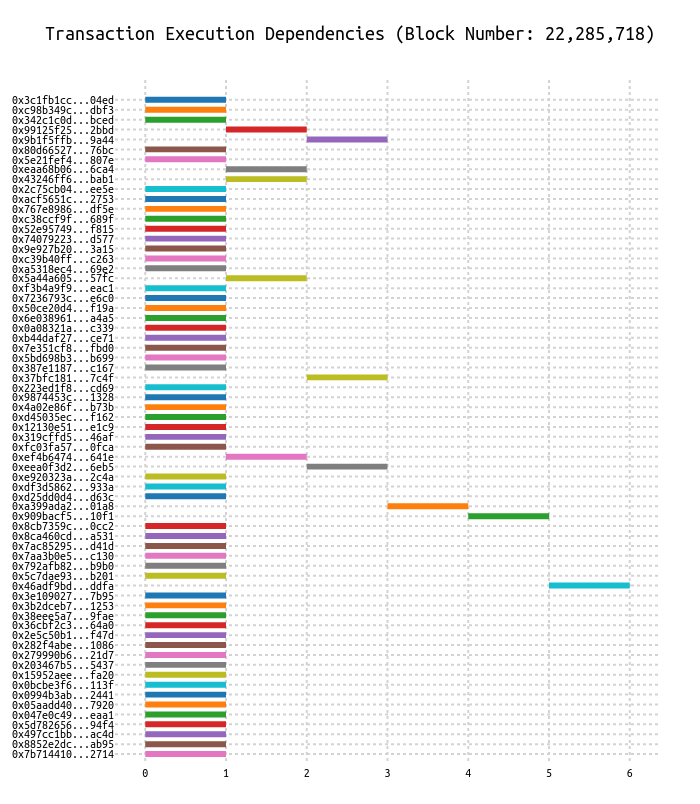 Transaction Execution Dependencies (Block Number: 22,285,718)
0x3c1fb1cc...04ed
0xc98b349c...dbf3
0x342c1c0d...bced
0x99125f25...2bbd
0x9b1f5ffb...9a44
0x80d66527...76bc
0x5e21fef4...807e
0xeaa68b06...6ca4
0x43246ff6...bab1
0x2c75cb04...ee5e
0xacf5651c...2753
0x767e8986...df5e
0xc38ccf9f...689f
0x52e95749...f815
0x74079223...d577
0x9e927b20...3a15
0xc39b40ff...c263
0xa5318ec4...69e2
0x5a44a605...57fc
0xf3b4a9f9...eac1
0x7236793c...e6c0
0x50ce20d4...f19a
0x6e038961...a4a5
0x0a08321a...c339
0xb44daf27...ce71
0x7e351cf8...fbd0
0x5bd698b3...b699
0x387e1187...c167
0x37bfc181...7c4f
0x223ed1f8...cd69
0x9874453c...1328
0x4a02e86f...b73b
0xd45035ec...f162
0x12130e51...e1c9
0x319cffd5...46af
0xfc03fa57...0fca
0xef4b6474...641e
0xeea0f3d2...6eb5
0xe920323a...2c4a
0xdf3d5862...933a
0xd25dd0d4...d63c
0xa399ada2...01a8
0x909bacf5...10f1
0x8cb7359c...0cc2
0x8ca460cd...a531
0x7ac85295...d41d
0x7aa3b0e5...c130
0x792afb82...b9b0
0x5c7dae93...b201
0x46adf9bd...ddfa
0x3e109027...7b95
0x3b2dceb7...1253
0x38eee5a7...9fae
0x36cbf2c3...64a0
0x2e5c50b1...f47d
0x282f4abe...1086
0x279990b6...21d7
0x203467b5...5437
0x15952aee...fa20
0x0bcbe3f6...113f
0x0994b3ab...2441
0x05aadd40...7920
0x047e0c49...eaa1
0x5d782656...94f4
0x497cc1bb...ac4d
0x8852e2dc...ab95
0x7b714410...2714
0 1 2 3 4 5 6